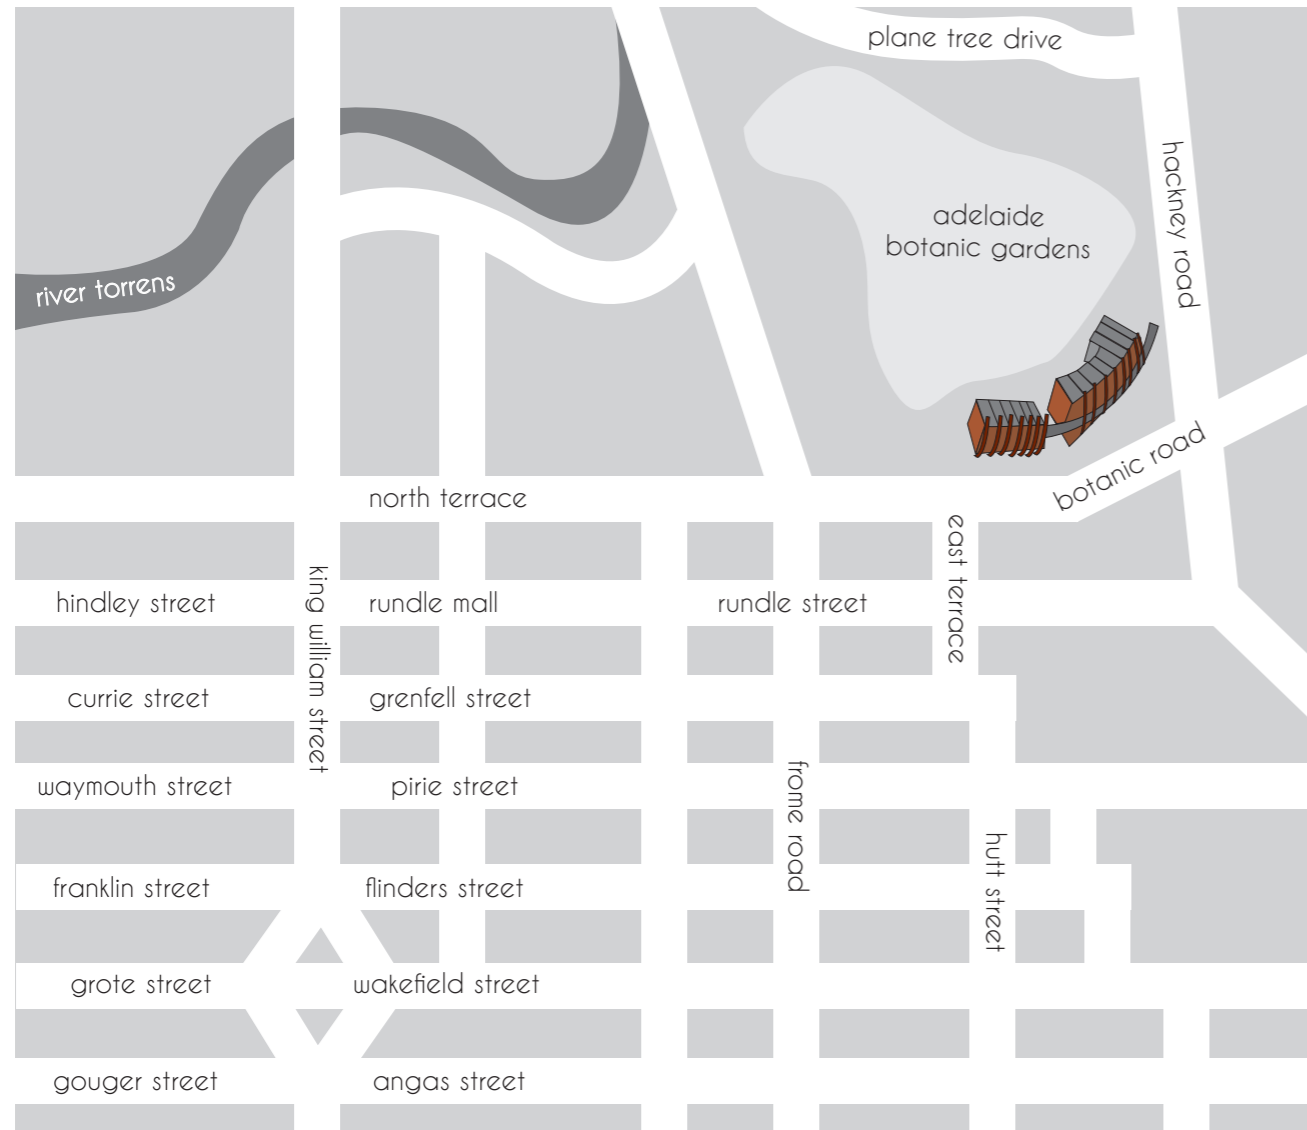 plane tree drive
hackney road
adelaide
botanic gardens
river torrens
botanic road
north terrace
east terrace
king william street
hindley street
rundle mall
rundle street
currie street
grenfell street
waymouth street
pirie street
frome road
hutt street
franklin street
flinders street
grote street
wakefield street
gouger street
angas street